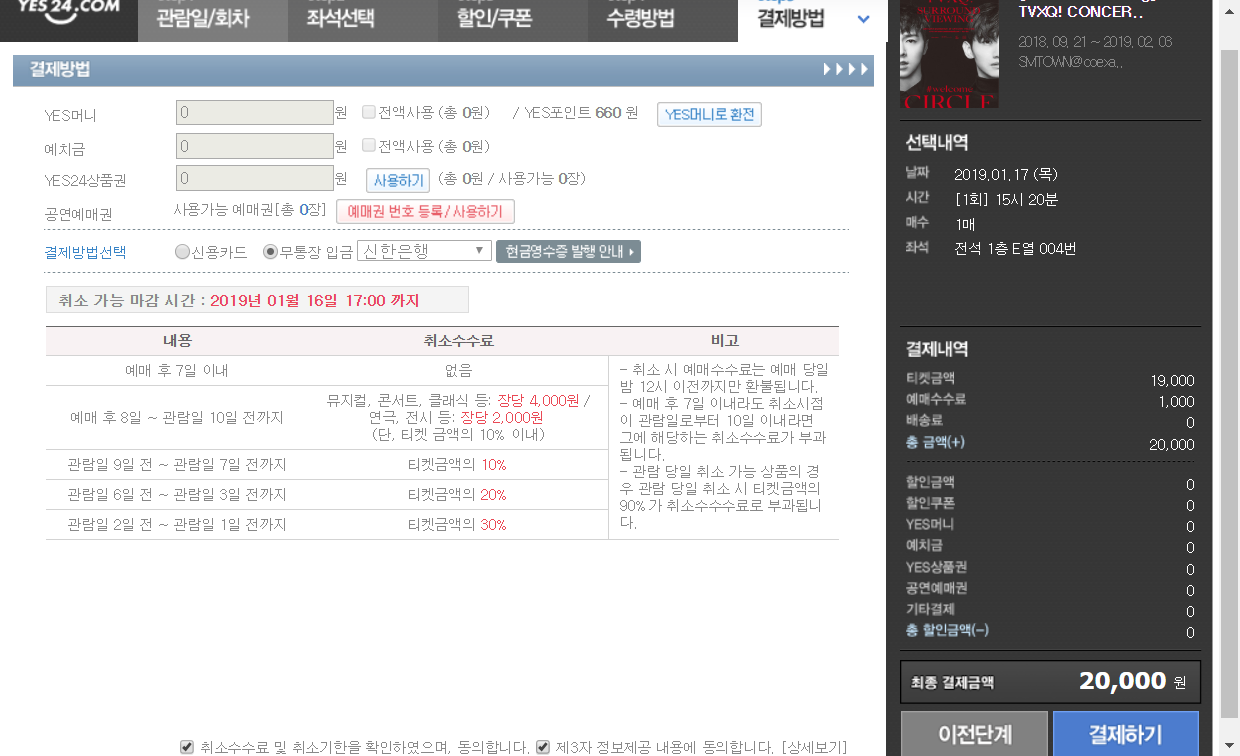 YES24.COM
관람일/회차
좌석선택
할인/쿠폰
수령방법
결제방법
결제방법
YES머니 0 원 전액사용 (총 0원) / YES포인트 660 원 YES머니로 환전
예치금 0 원 전액사용 (총 0원)
YES24상품권 0 원 사용하기 (총 0원 / 사용가능 0장)
공연예매권 사용가능 예매권[총 0장] 예매권 번호 등록/사용하기
결제방법선택 신용카드 무통장 입금 신한은행 현금영수증 발행 안내
취소 가능 마감 시간 : 2019년 01월 16일 17:00 까지
내용 취소수수료 비고
예매 후 7일 이내 없음
예매 후 8일 ~ 관람일 10일 전까지
뮤지컬, 콘서트, 클래식 등: 장당 4,000원 /
연극, 전시 등: 장당 2,000원
(단, 티켓 금액의 10% 이내)
관람일 9일 전 ~ 관람일 7일 전까지 티켓금액의 10%
관람일 6일 전 ~ 관람일 3일 전까지 티켓금액의 20%
관람일 2일 전 ~ 관람일 1일 전까지 티켓금액의 30%
- 취소 시 예매수수료는 예매 당일
밤 12시 이전까지만 환불됩니다.
- 예매 후 7일 이내라도 취소시점
이 관람일로부터 10일 이내라면
그에 해당하는 취소수수료가 부과
됩니다.
- 관람 당일 취소 가능 상품의 경
우 관람 당일 취소 시 티켓금액의
90%가 취소수수수료로 부과됩니
다.
취소수수료 및 취소기한을 확인하였으며, 동의합니다. 제3자 정보제공 내용에 동의합니다. [상세보기]
SURROUND
VIEWING
#welcome
CIRCLE
TVXQ! CONCER..
2018. 09. 21 ~ 2019. 02. 03
SMTOWN@coexa..
선택내역
날짜 2019.01.17 (목)
시간 [1회] 15시 20분
매수 1매
좌석 전석 1층 E열 004번
결제내역
티켓금액 19,000
예매수수료 1,000
배송료 0
총 금액(+) 20,000
할인금액 0
할인쿠폰 0
YES머니 0
예치금 0
YES상품권 0
공연예매권 0
기타결제 0
총 할인금액(-) 0
최종 결제금액 20,000 원
이전단계
결제하기